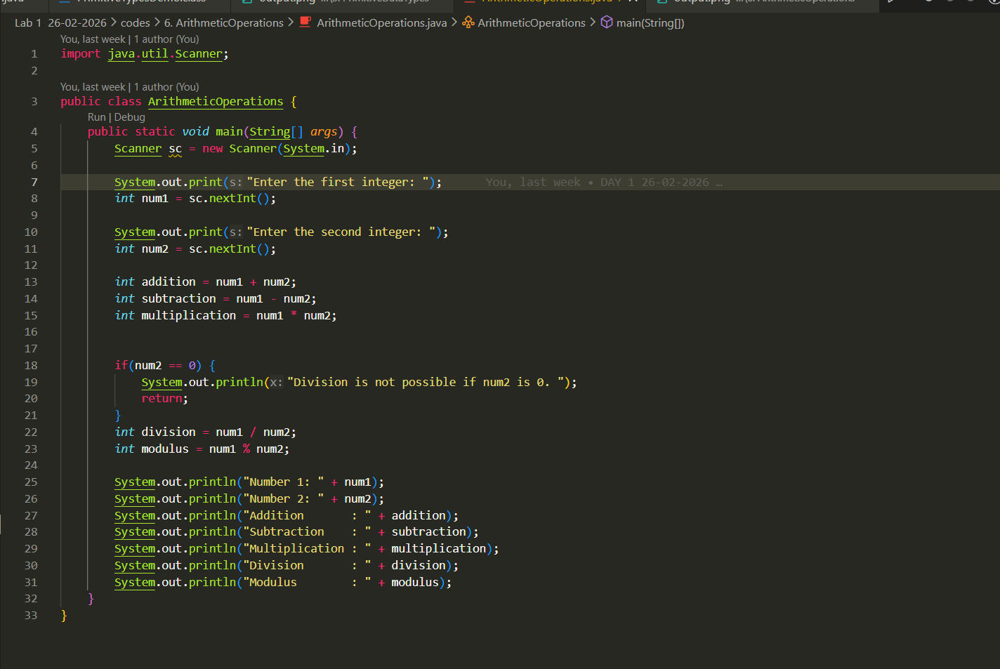 Lab 1 26-02-2026 > codes > 6. ArithmeticOperations > ArithmeticOperations.java > ArithmeticOperations > main(String[])
You, last week | 1 author (You)
1 import java.util.Scanner;
2
You, last week | 1 author (You)
3 public class ArithmeticOperations {
Run | Debug
4 public static void main(String[] args) {
5 Scanner sc = new Scanner(System.in);
6
7 System.out.print(s: "Enter the first integer: "); You, last week • DAY 1 26-02-2026 …
8 int num1 = sc.nextInt();
9
10 System.out.print(s: "Enter the second integer: ");
11 int num2 = sc.nextInt();
12
13 int addition = num1 + num2;
14 int subtraction = num1 - num2;
15 int multiplication = num1 * num2;
16
17
18 if(num2 == 0) {
19 System.out.println(x: "Division is not possible if num2 is 0. ");
20 return;
21 }
22 int division = num1 / num2;
23 int modulus = num1 % num2;
24
25 System.out.println("Number 1: " + num1);
26 System.out.println("Number 2: " + num2);
27 System.out.println("Addition       : " + addition);
28 System.out.println("Subtraction    : " + subtraction);
29 System.out.println("Multiplication : " + multiplication);
30 System.out.println("Division       : " + division);
31 System.out.println("Modulus        : " + modulus);
32 }
33 }